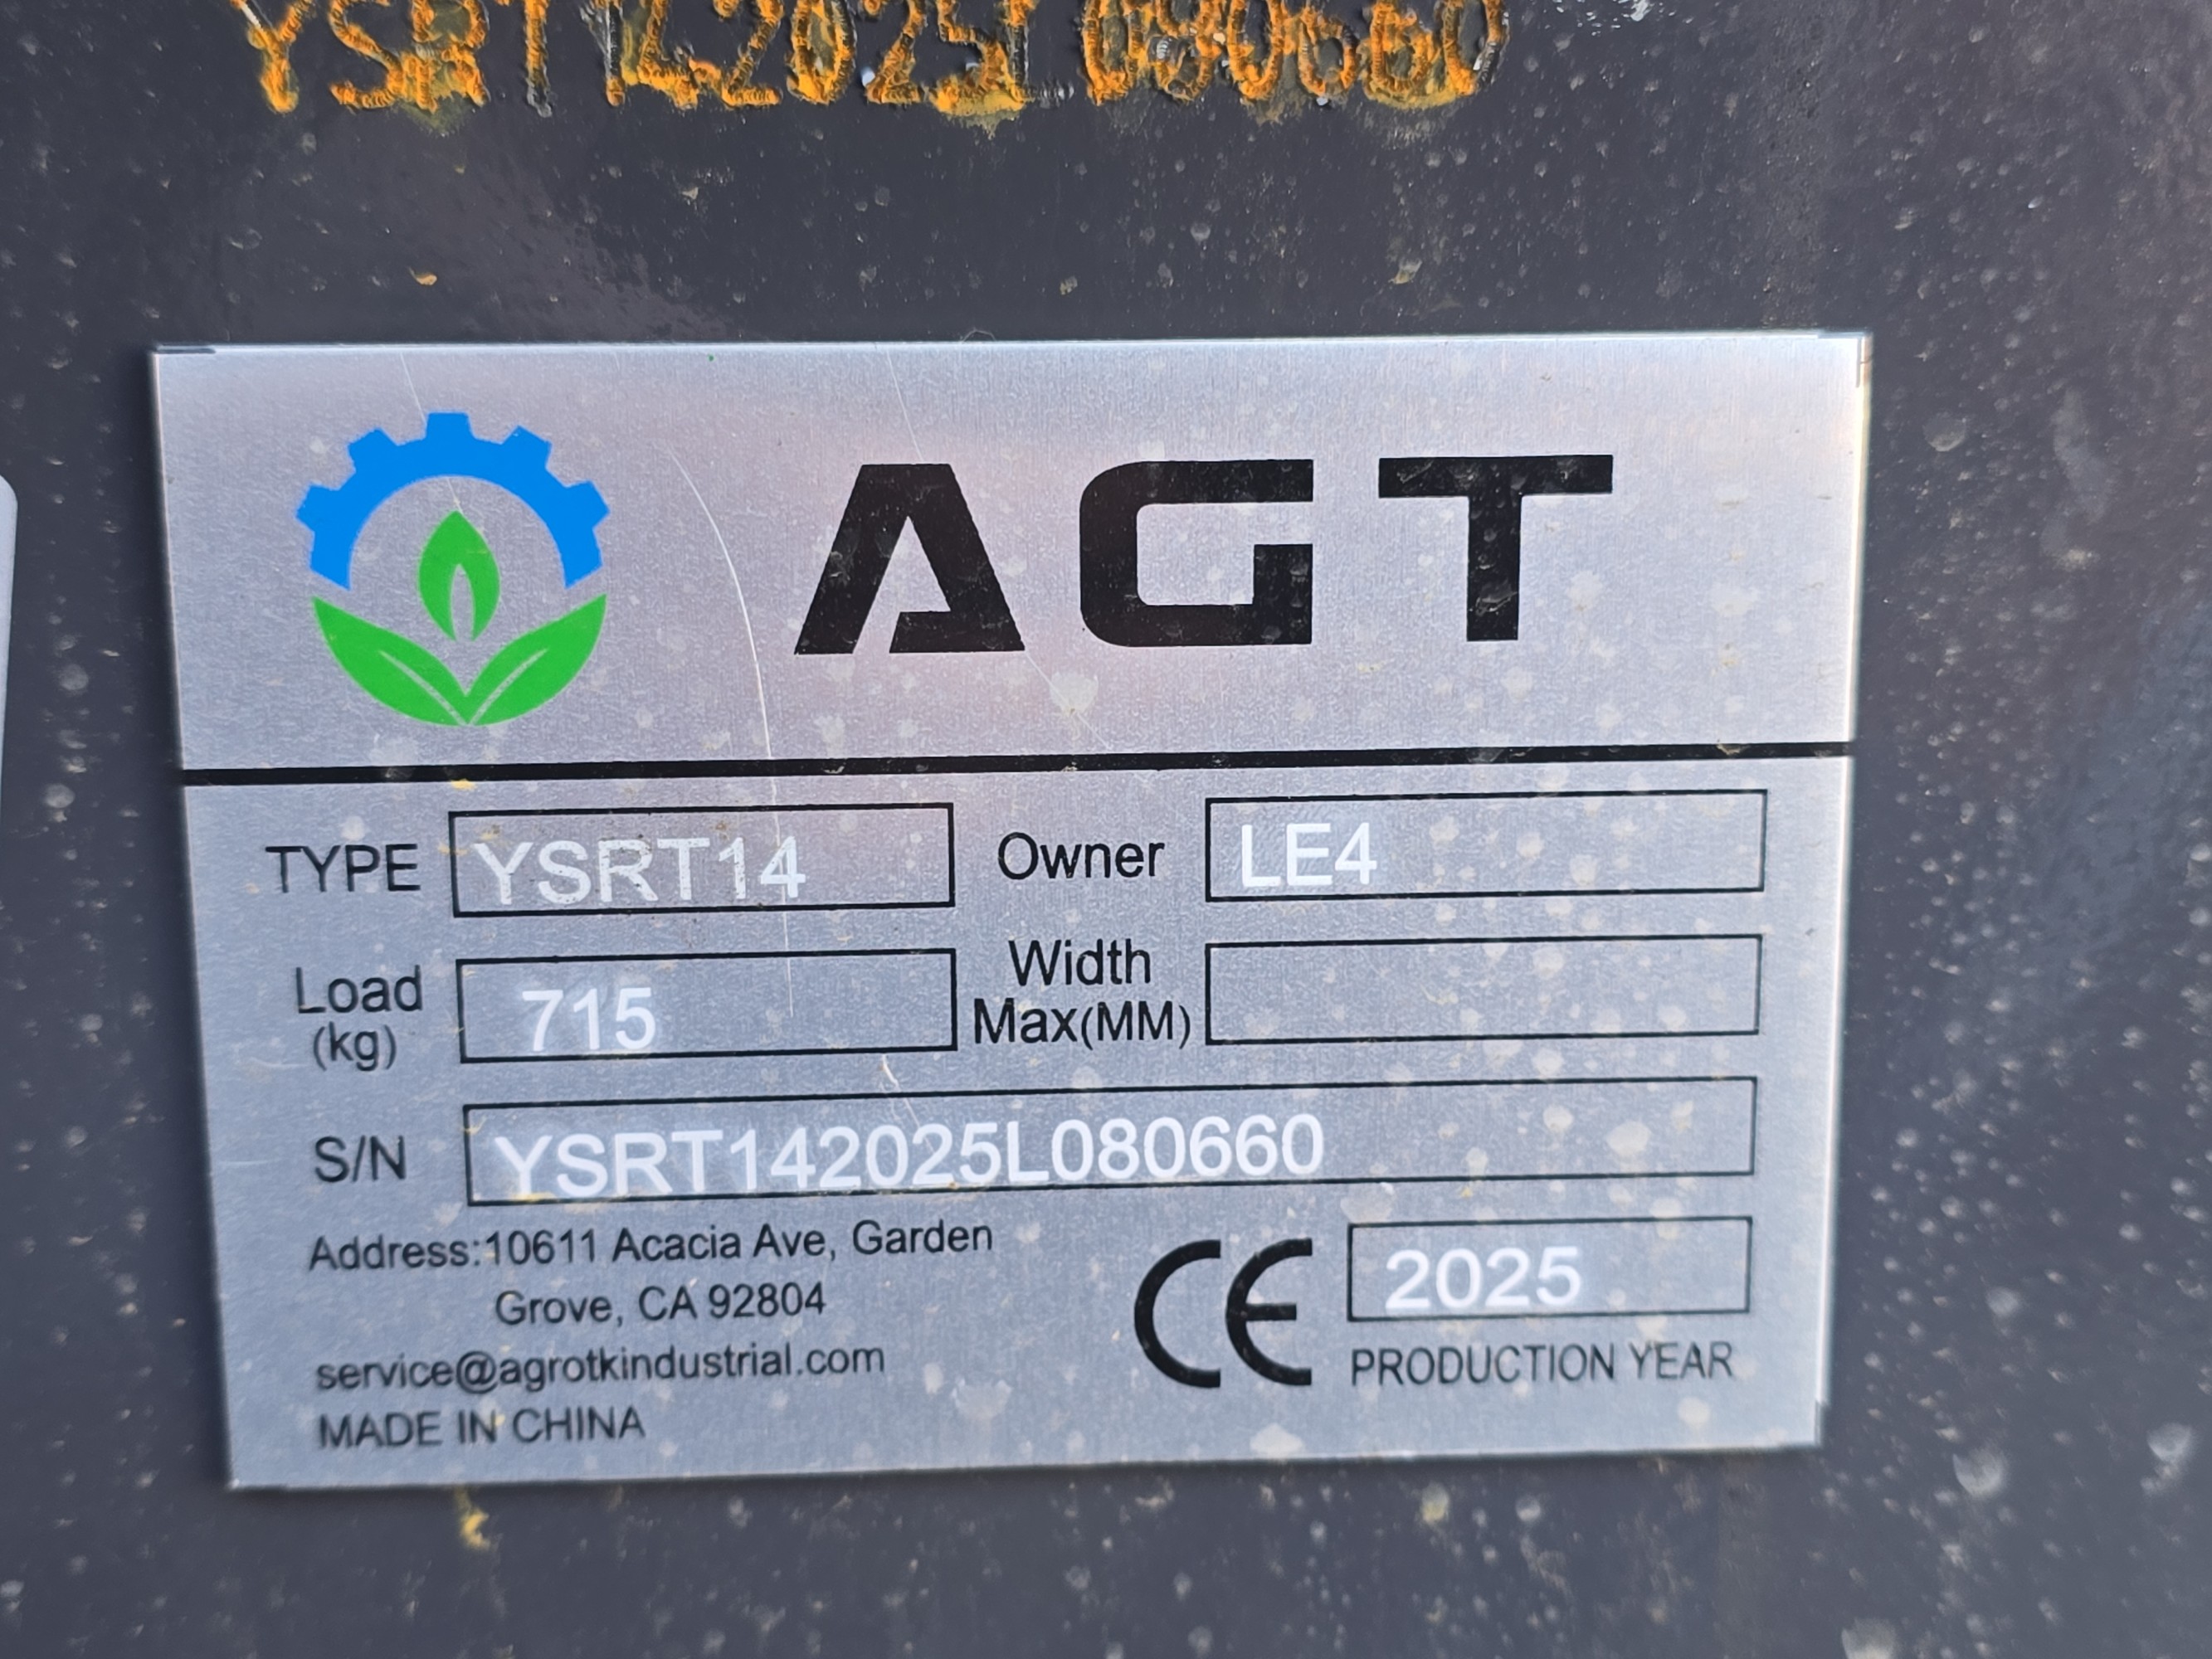 YSRT142025L080660
AGT
TYPE YSRT14 Owner LE4
Load (kg) 715 Width Max(MM)
S/N YSRT142025L080660
Address:10611 Acacia Ave, Garden
Grove, CA 92804
service@agrotkindustrial.com
MADE IN CHINA
CE 2025
PRODUCTION YEAR